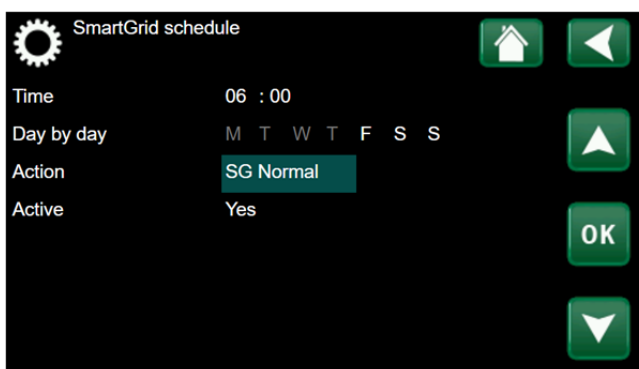 SmartGrid schedule
Time 06 : 00
Day by day M T W T F S S
Action SG Normal
Active Yes
OK